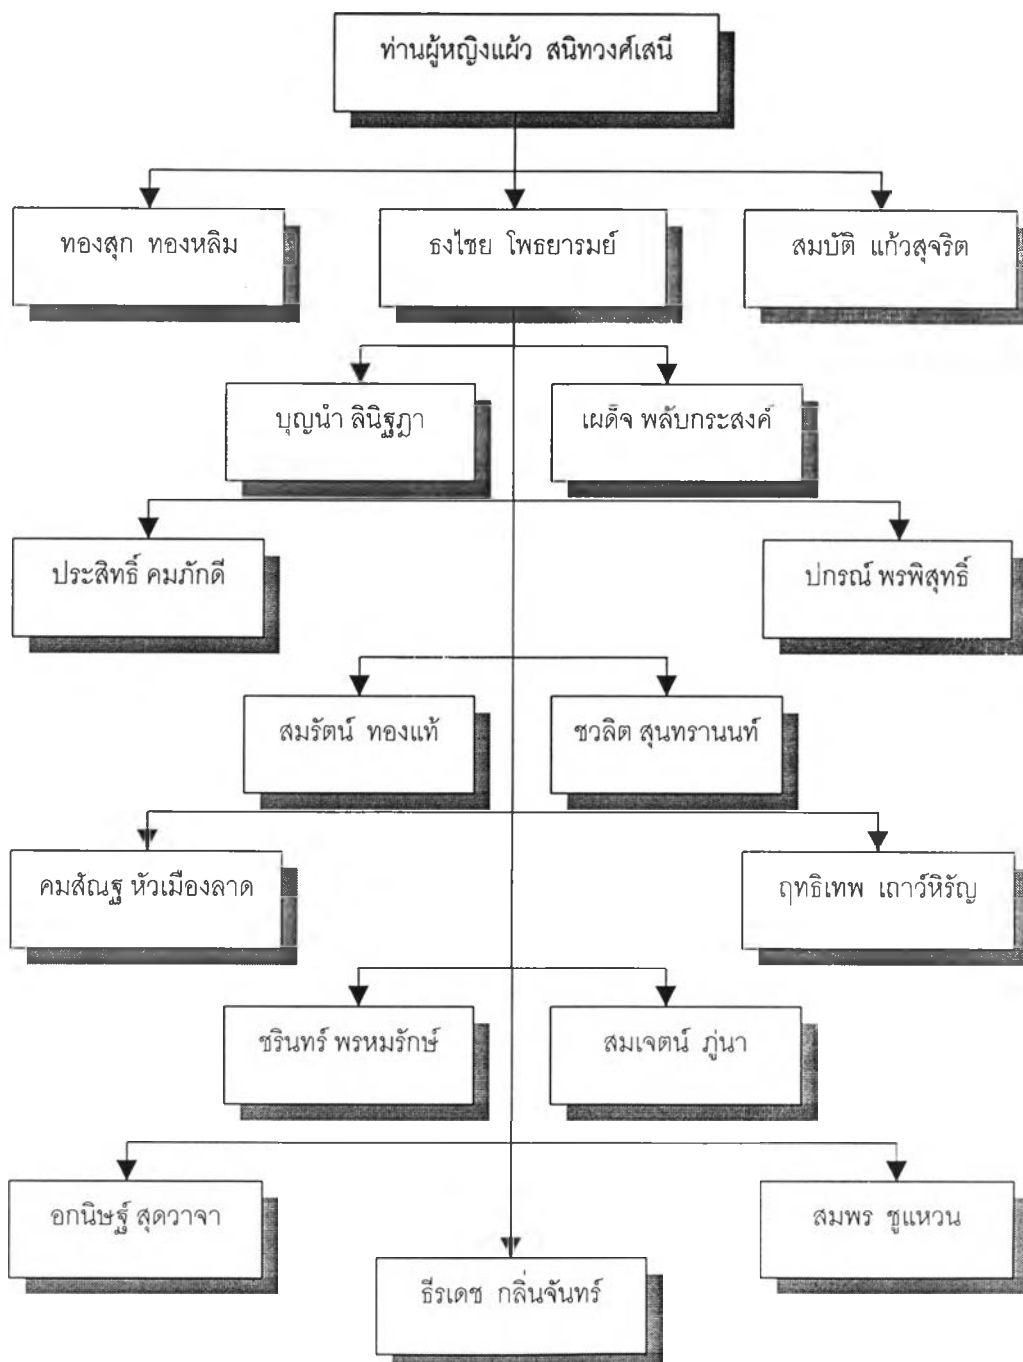 ท่านผู้หญิงแผ้ว สนิทวงศ์เสนี
ทองสุก ทองหลิม
ธงไชย โพธยารมย์
สมบัติ แก้วสุจริต
บุญนำ ลินิฐฎา
เผด็จ พลับกระสงค์
ประสิทธิ์ คมภักดี
ปกรณ์ พรพิสุทธิ์
สมรัตน์ ทองแท้
ชวลิต สุนทรานนท์
คมสัณฐ หัวเมืองลาด
ฤทธิเทพ เถาว์หิรัญ
ชรินทร์ พรหมรักษ์
สมเจตน์ ภู่นา
อกนิษฐ์ สุดวาจา
สมพร ชูแหวน
ธีรเดช กลิ่นจันทร์